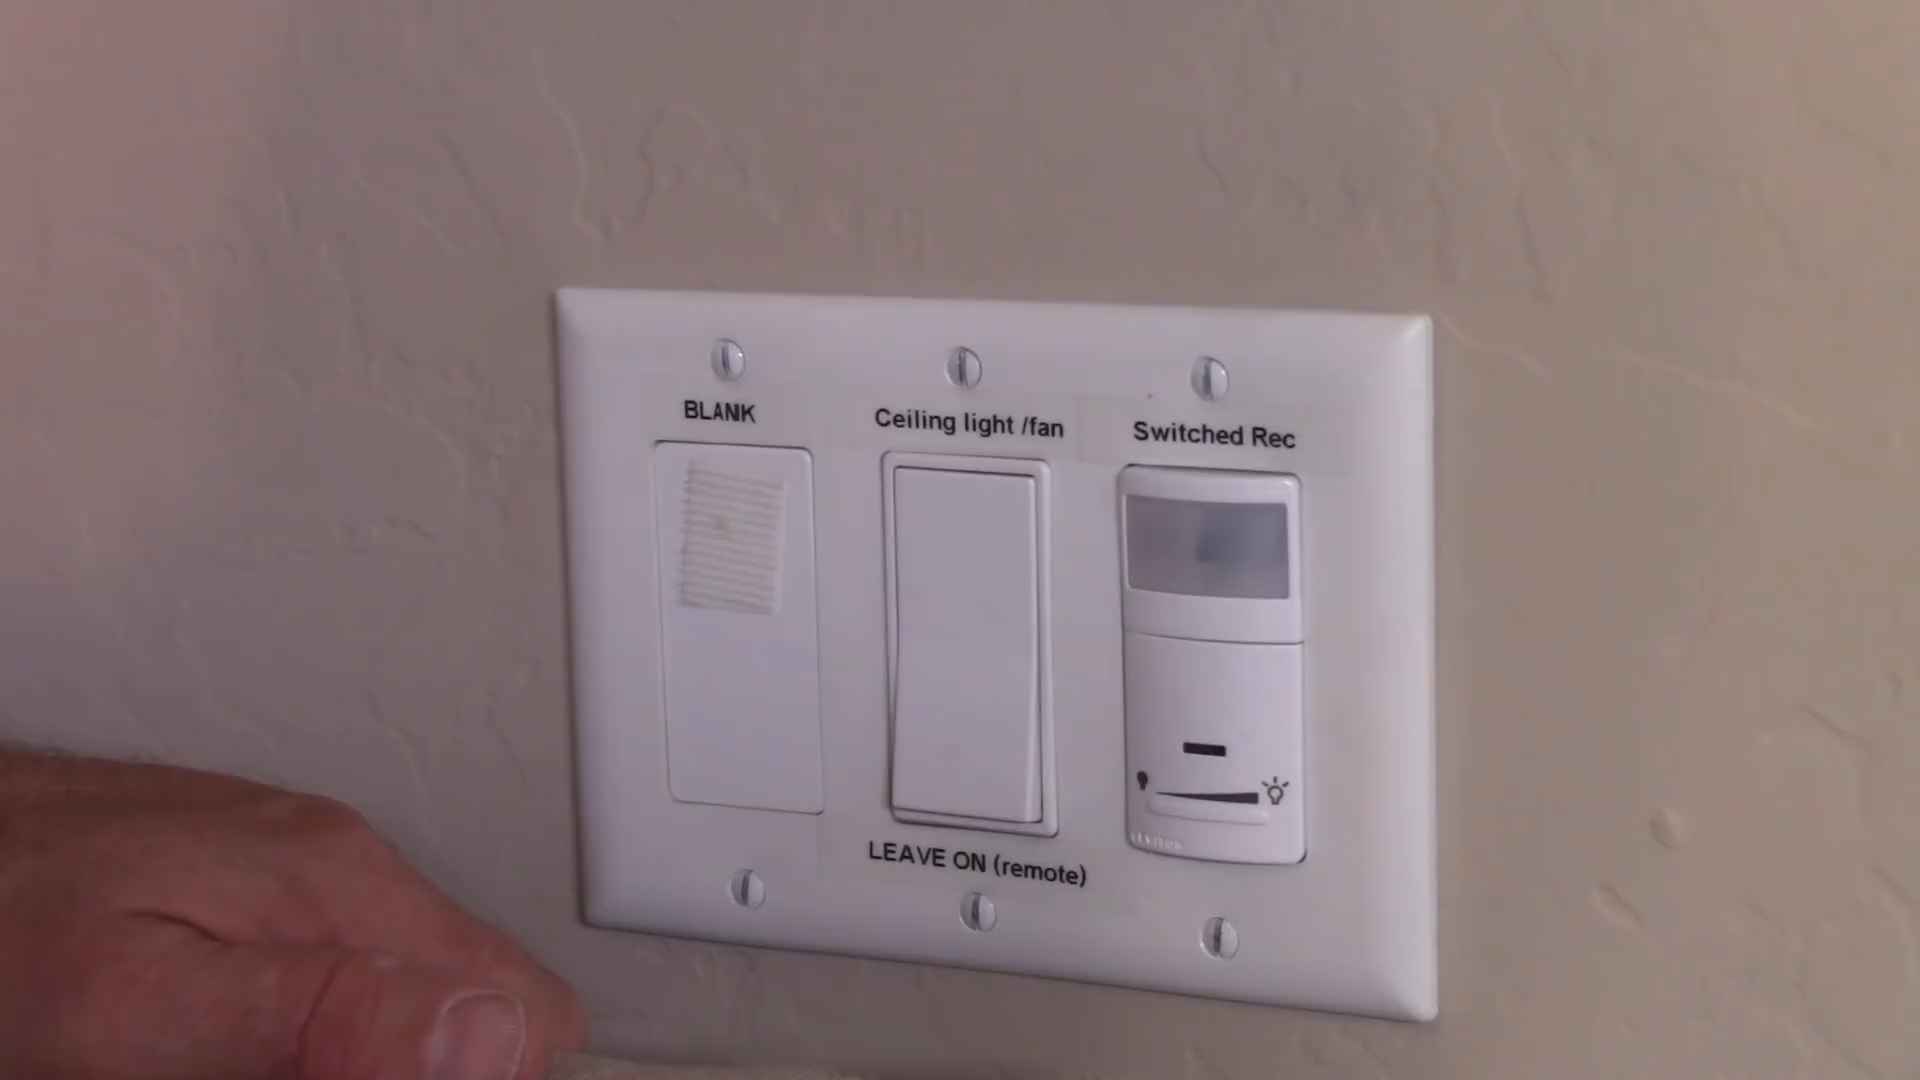 BLANK
Ceiling light /fan
Switched Rec
LEAVE ON (remote)